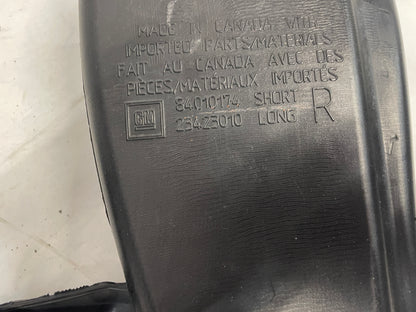 MADE IN CANADA WITH
IMPORTED PARTS/MATERIALS
FAIT AU CANADA AVEC DES
PIÈCES/MATÉRIAUX IMPORTÉS
GM 84010174 SHORT R
23423010 LONG